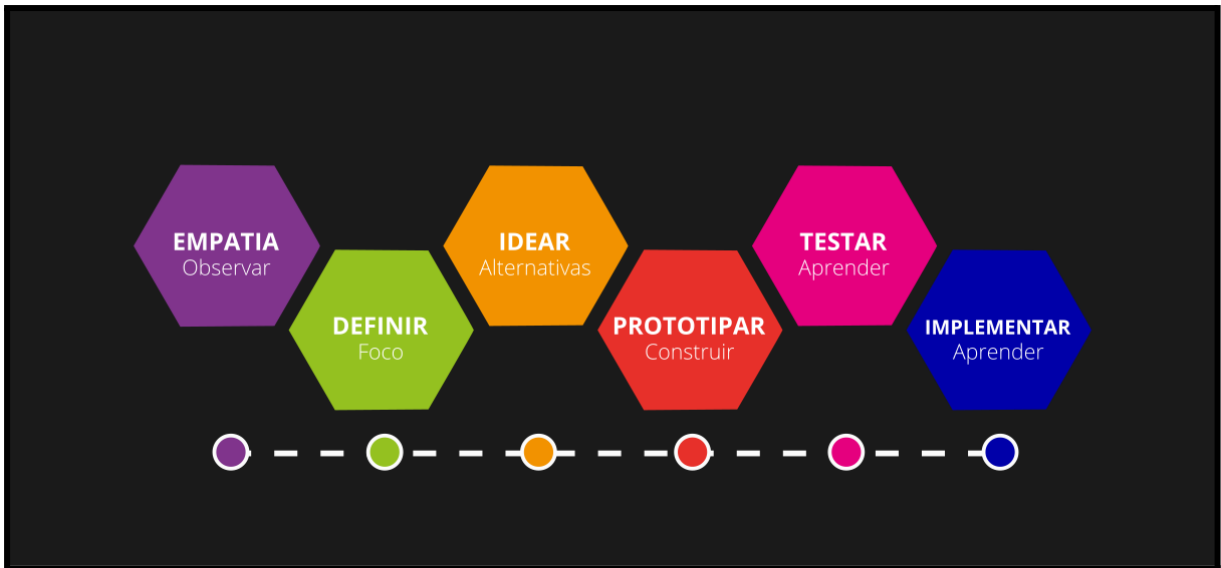 EMPATIA
Observar
DEFINIR
Foco
IDEAR
Alternativas
PROTOTIPAR
Construir
TESTAR
Aprender
IMPLEMENTAR
Aprender